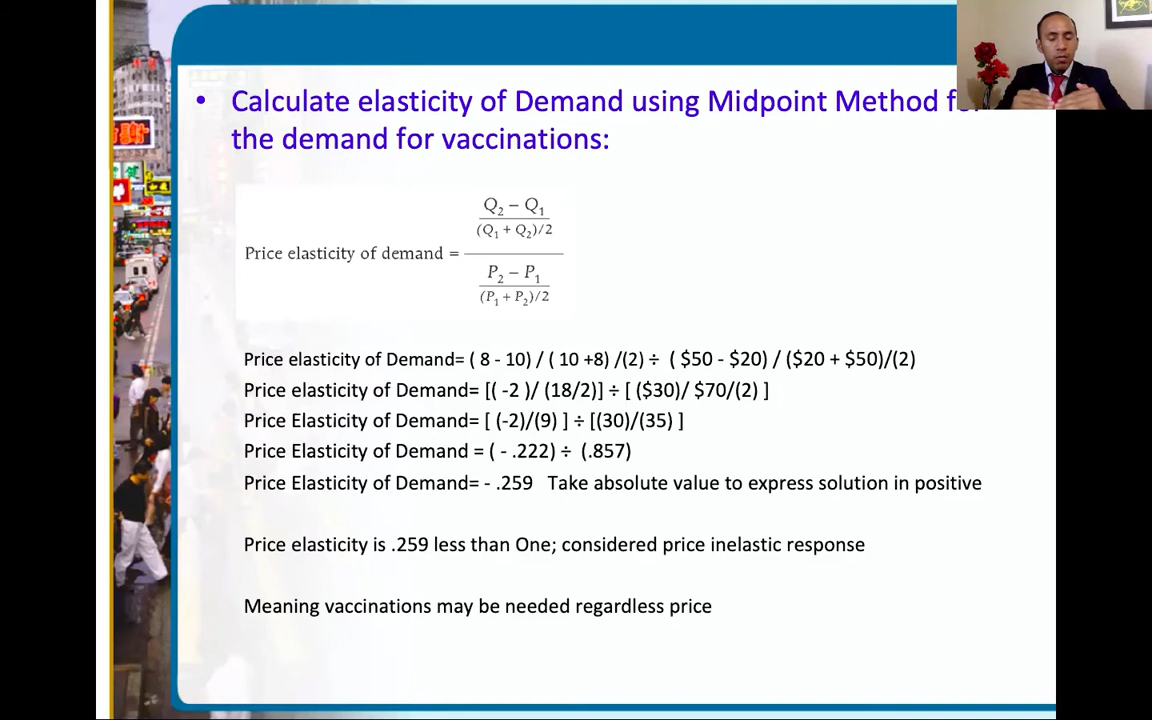 • Calculate elasticity of Demand using Midpoint Method
the demand for vaccinations:
Q₂ − Q₁
(Q₁ + Q₂)/2
Price elasticity of demand =
P₂ − P₁
(P₁ + P₂)/2
Price elasticity of Demand= ( 8 - 10) / ( 10 +8) /(2) ÷ ( $50 - $20) / ($20 + $50)/(2)
Price elasticity of Demand= [( -2 )/ (18/2)] ÷ [ ($30)/ $70/(2) ]
Price Elasticity of Demand= [ (-2)/(9) ] ÷ [(30)/(35) ]
Price Elasticity of Demand = ( - .222) ÷ (.857)
Price Elasticity of Demand= - .259 Take absolute value to express solution in positive
Price elasticity is .259 less than One; considered price inelastic response
Meaning vaccinations may be needed regardless price